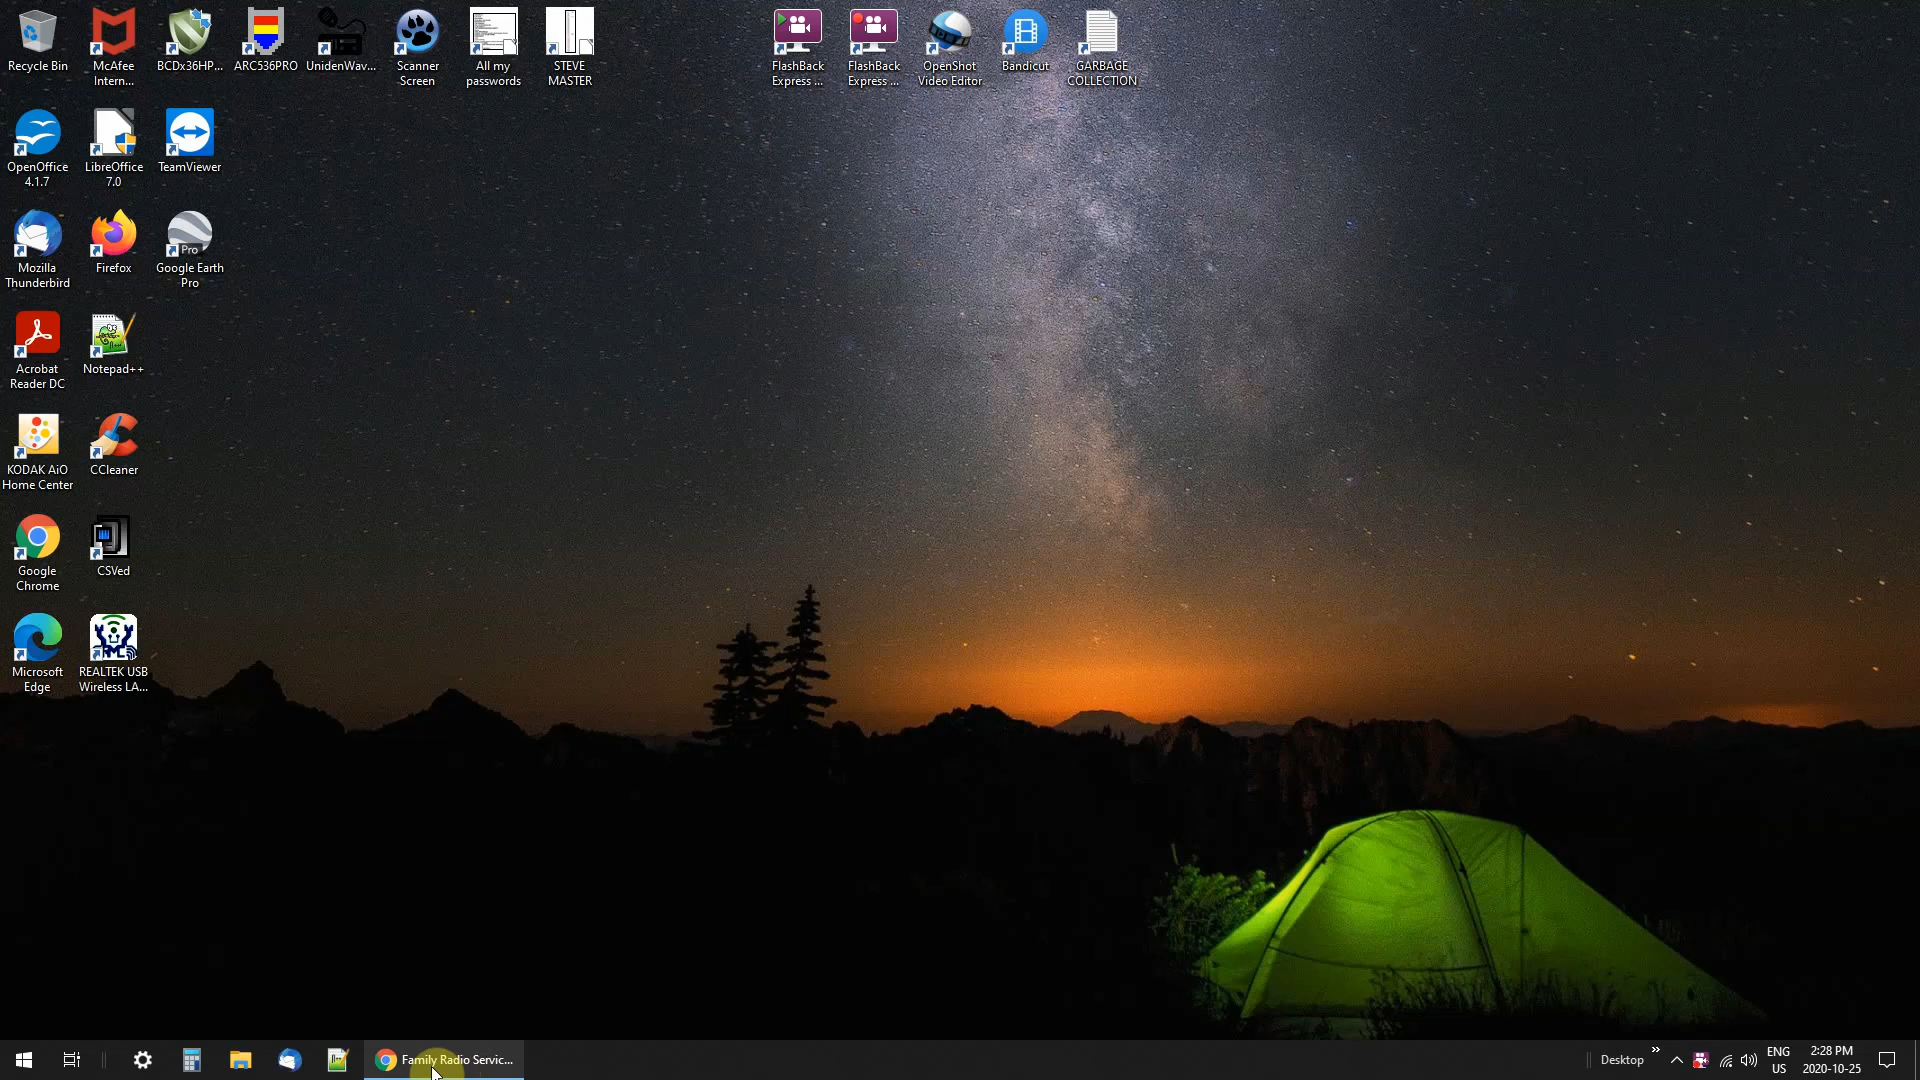 Recycle Bin
McAfee
Intern...
BCDx36HP...
ARC536PRO
UnidenWav...
Scanner
Screen
All my
passwords
STEVE
MASTER
FlashBack
Express ...
FlashBack
Express ...
OpenShot
Video Editor
Bandicut
GARBAGE
COLLECTION
OpenOffice
4.1.7
LibreOffice
7.0
TeamViewer
Mozilla
Thunderbird
Firefox
Pro
Google Earth
Pro
Acrobat
Reader DC
Notepad++
KODAK AiO
Home Center
CCleaner
Google
Chrome
CSVed
Microsoft
Edge
REALTEK USB
Wireless LA...
Family Radio Servic...
Desktop
ENG
US
2:28 PM
2020-10-25